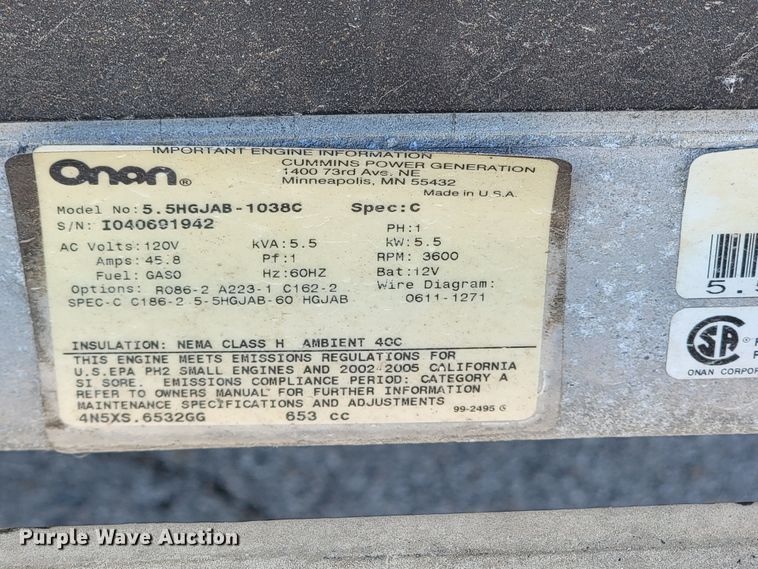 IMPORTANT ENGINE INFORMATION
Onan®
CUMMINS POWER GENERATION
1400 73rd Ave. NE
Minneapolis, MN 55432
Made in U.S.A.
Model No: 5.5HGJAB-1038C Spec: C
S/N: I040691942 PH: 1
AC Volts: 120V kVA: 5.5 kW: 5.5
Amps: 45.8 Pf: 1 RPM: 3600
Fuel: GASO Hz: 60HZ Bat: 12V
Options: R086-2 A223-1 C162-2 Wire Diagram:
SPEC-C C186-2 5-5HGJAB-60 HGJAB 0611-1271
INSULATION: NEMA CLASS H AMBIENT 40C
THIS ENGINE MEETS EMISSIONS REGULATIONS FOR
U.S.EPA PH2 SMALL ENGINES AND 2002-2005 CALIFORNIA
SI SORE. EMISSIONS COMPLIANCE PERIOD: CATEGORY A
REFER TO OWNERS MANUAL FOR FURTHER INFORMATION
MAINTENANCE SPECIFICATIONS AND ADJUSTMENTS
4N5XS.6532GG 653 cc 99-2495 G
5.5
SA ®
ONAN CORPOR
Purple Wave Auction